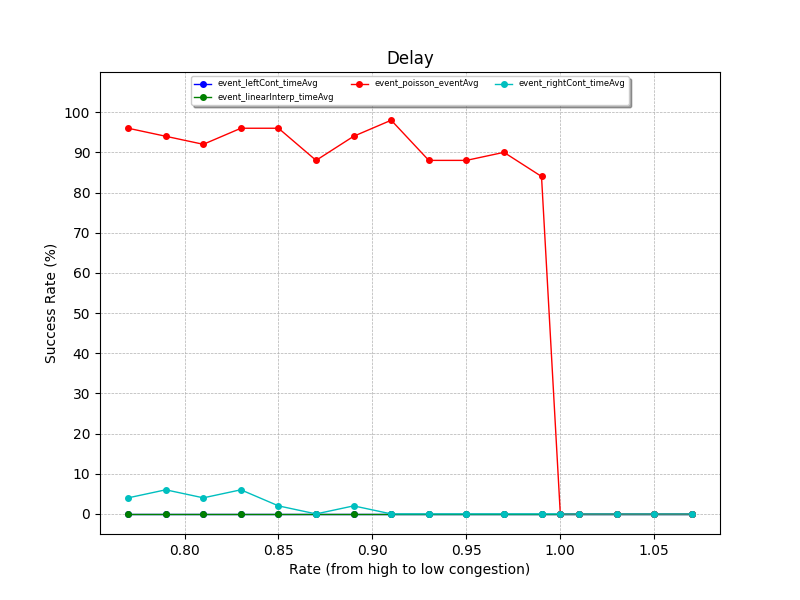 Delay
event_leftCont_timeAvg event_poisson_eventAvg event_rightCont_timeAvg
event_linearInterp_timeAvg
100
90
80
70
60
50
40
30
20
10
0
Success Rate (%)
0.80 0.85 0.90 0.95 1.00 1.05
Rate (from high to low congestion)